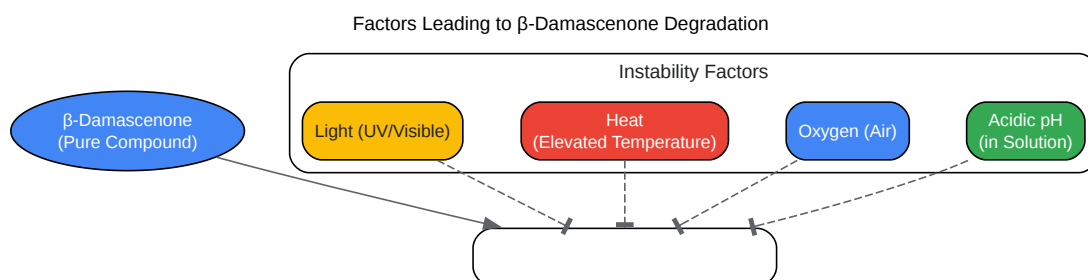 Factors Leading to β-Damascenone Degradation
Instability Factors
β-Damascenone
(Pure Compound)
Light (UV/Visible)
Heat
(Elevated Temperature)
Oxygen (Air)
Acidic pH
(in Solution)